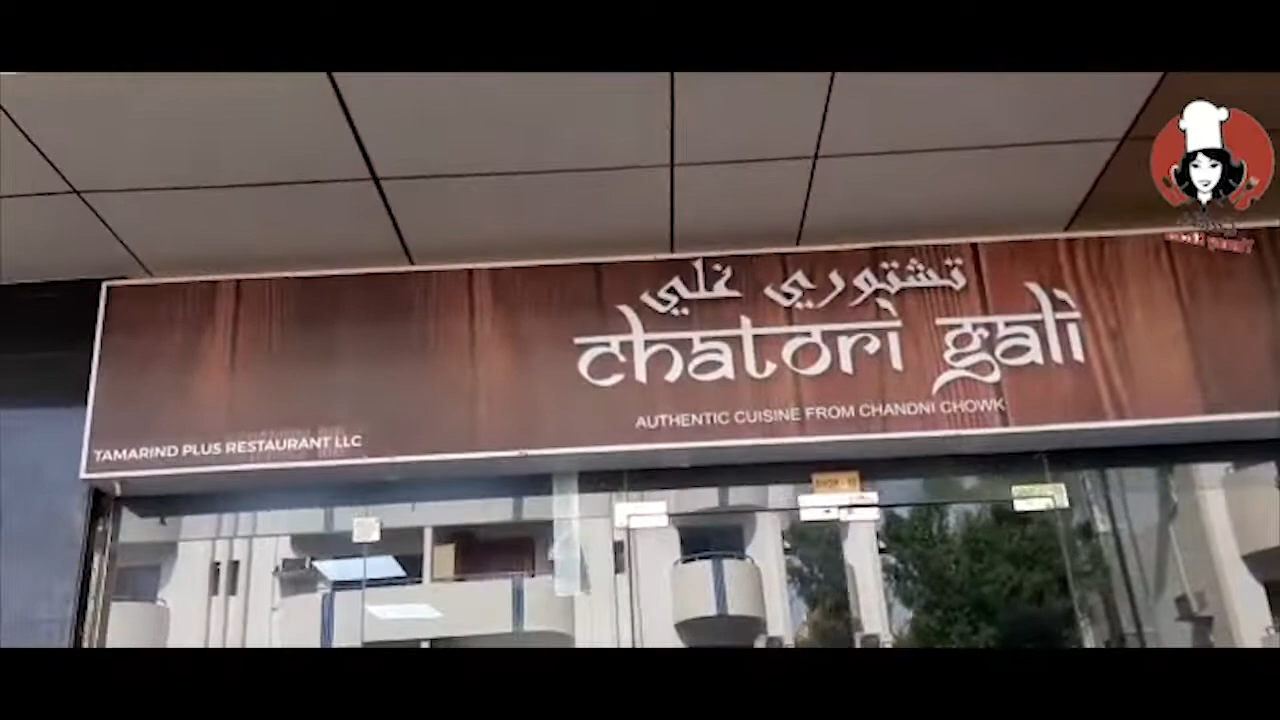 تشتوري غلي
chatori gali
AUTHENTIC CUISINE FROM CHANDNI CHOWK
TAMARIND PLUS RESTAURANT LLC